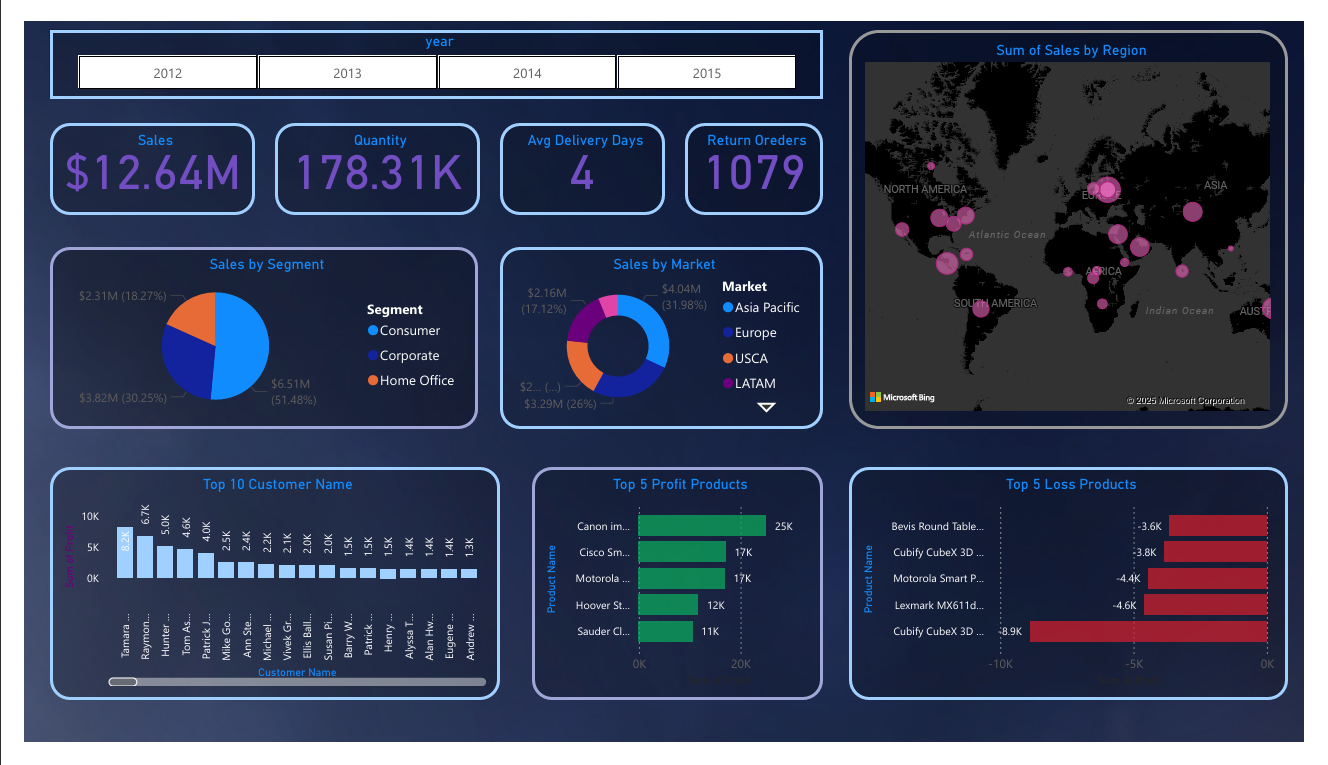 year
2012 2013 2014 2015
Sales
$12.64M
Quantity
178.31K
Avg Delivery Days
4
Return Oreders
1079
Sum of Sales by Region
NORTH AMERICA
EUROPE
ASIA
Atlantic Ocean
AFRICA
SOUTH AMERICA
Indian Ocean
AUST
Microsoft Bing
© 2025 Microsoft Corporation
Sales by Segment
$2.31M (18.27%)
$3.82M (30.25%)
$6.51M
(51.48%)
Segment
Consumer
Corporate
Home Office
Sales by Market
$2.16M
(17.12%)
$4.04M
(31.98%)
$2... (...)
$3.29M (26%)
Market
Asia Pacific
Europe
USCA
LATAM
Top 10 Customer Name
Sum of Profit
10K
5K
0K
8.2K 6.7K 5.0K 4.6K 4.0K 2.5K 2.4K 2.2K 2.1K 2.0K 2.0K 1.5K 1.5K 1.5K 1.4K 1.4K 1.4K 1.3K
Tamara ...
Raymon...
Hunter ...
Tom As...
Patrick J...
Mike Go...
Ann Ste...
Michael ...
Vivek Gr...
Ellis Ball...
Susan Pi...
Barry W...
Patrick ...
Henry ...
Alyssa T...
Alan Hw...
Eugene ...
Andrew ...
Customer Name
Top 5 Profit Products
Product Name
Canon im... 25K
Cisco Sm... 17K
Motorola ... 17K
Hoover St... 12K
Sauder Cl... 11K
0K 20K
Top 5 Loss Products
Product Name
Bevis Round Table... -3.6K
Cubify CubeX 3D ... -3.8K
Motorola Smart P... -4.4K
Lexmark MX611d... -4.6K
Cubify CubeX 3D ... -8.9K
-10K -5K 0K